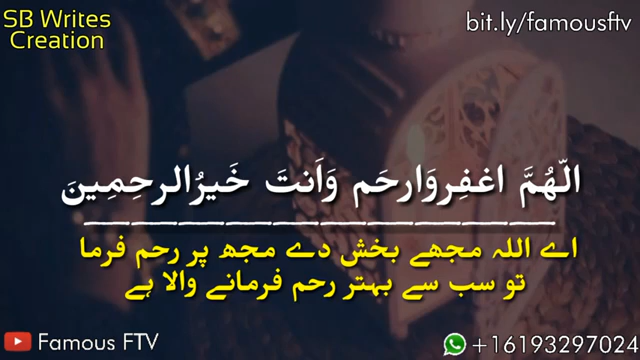 SB Writes
Creation
bit.ly/famousftv
الّهُمَّ اغفِروَارحَم وَاَنتَ خَیرُالرحِمِینَ
اے اللہ مجھے بخش دے مجھ پر رحم فرما
تو سب سے بہتر رحم فرمانے والا ہے
Famous FTV
+16193297024